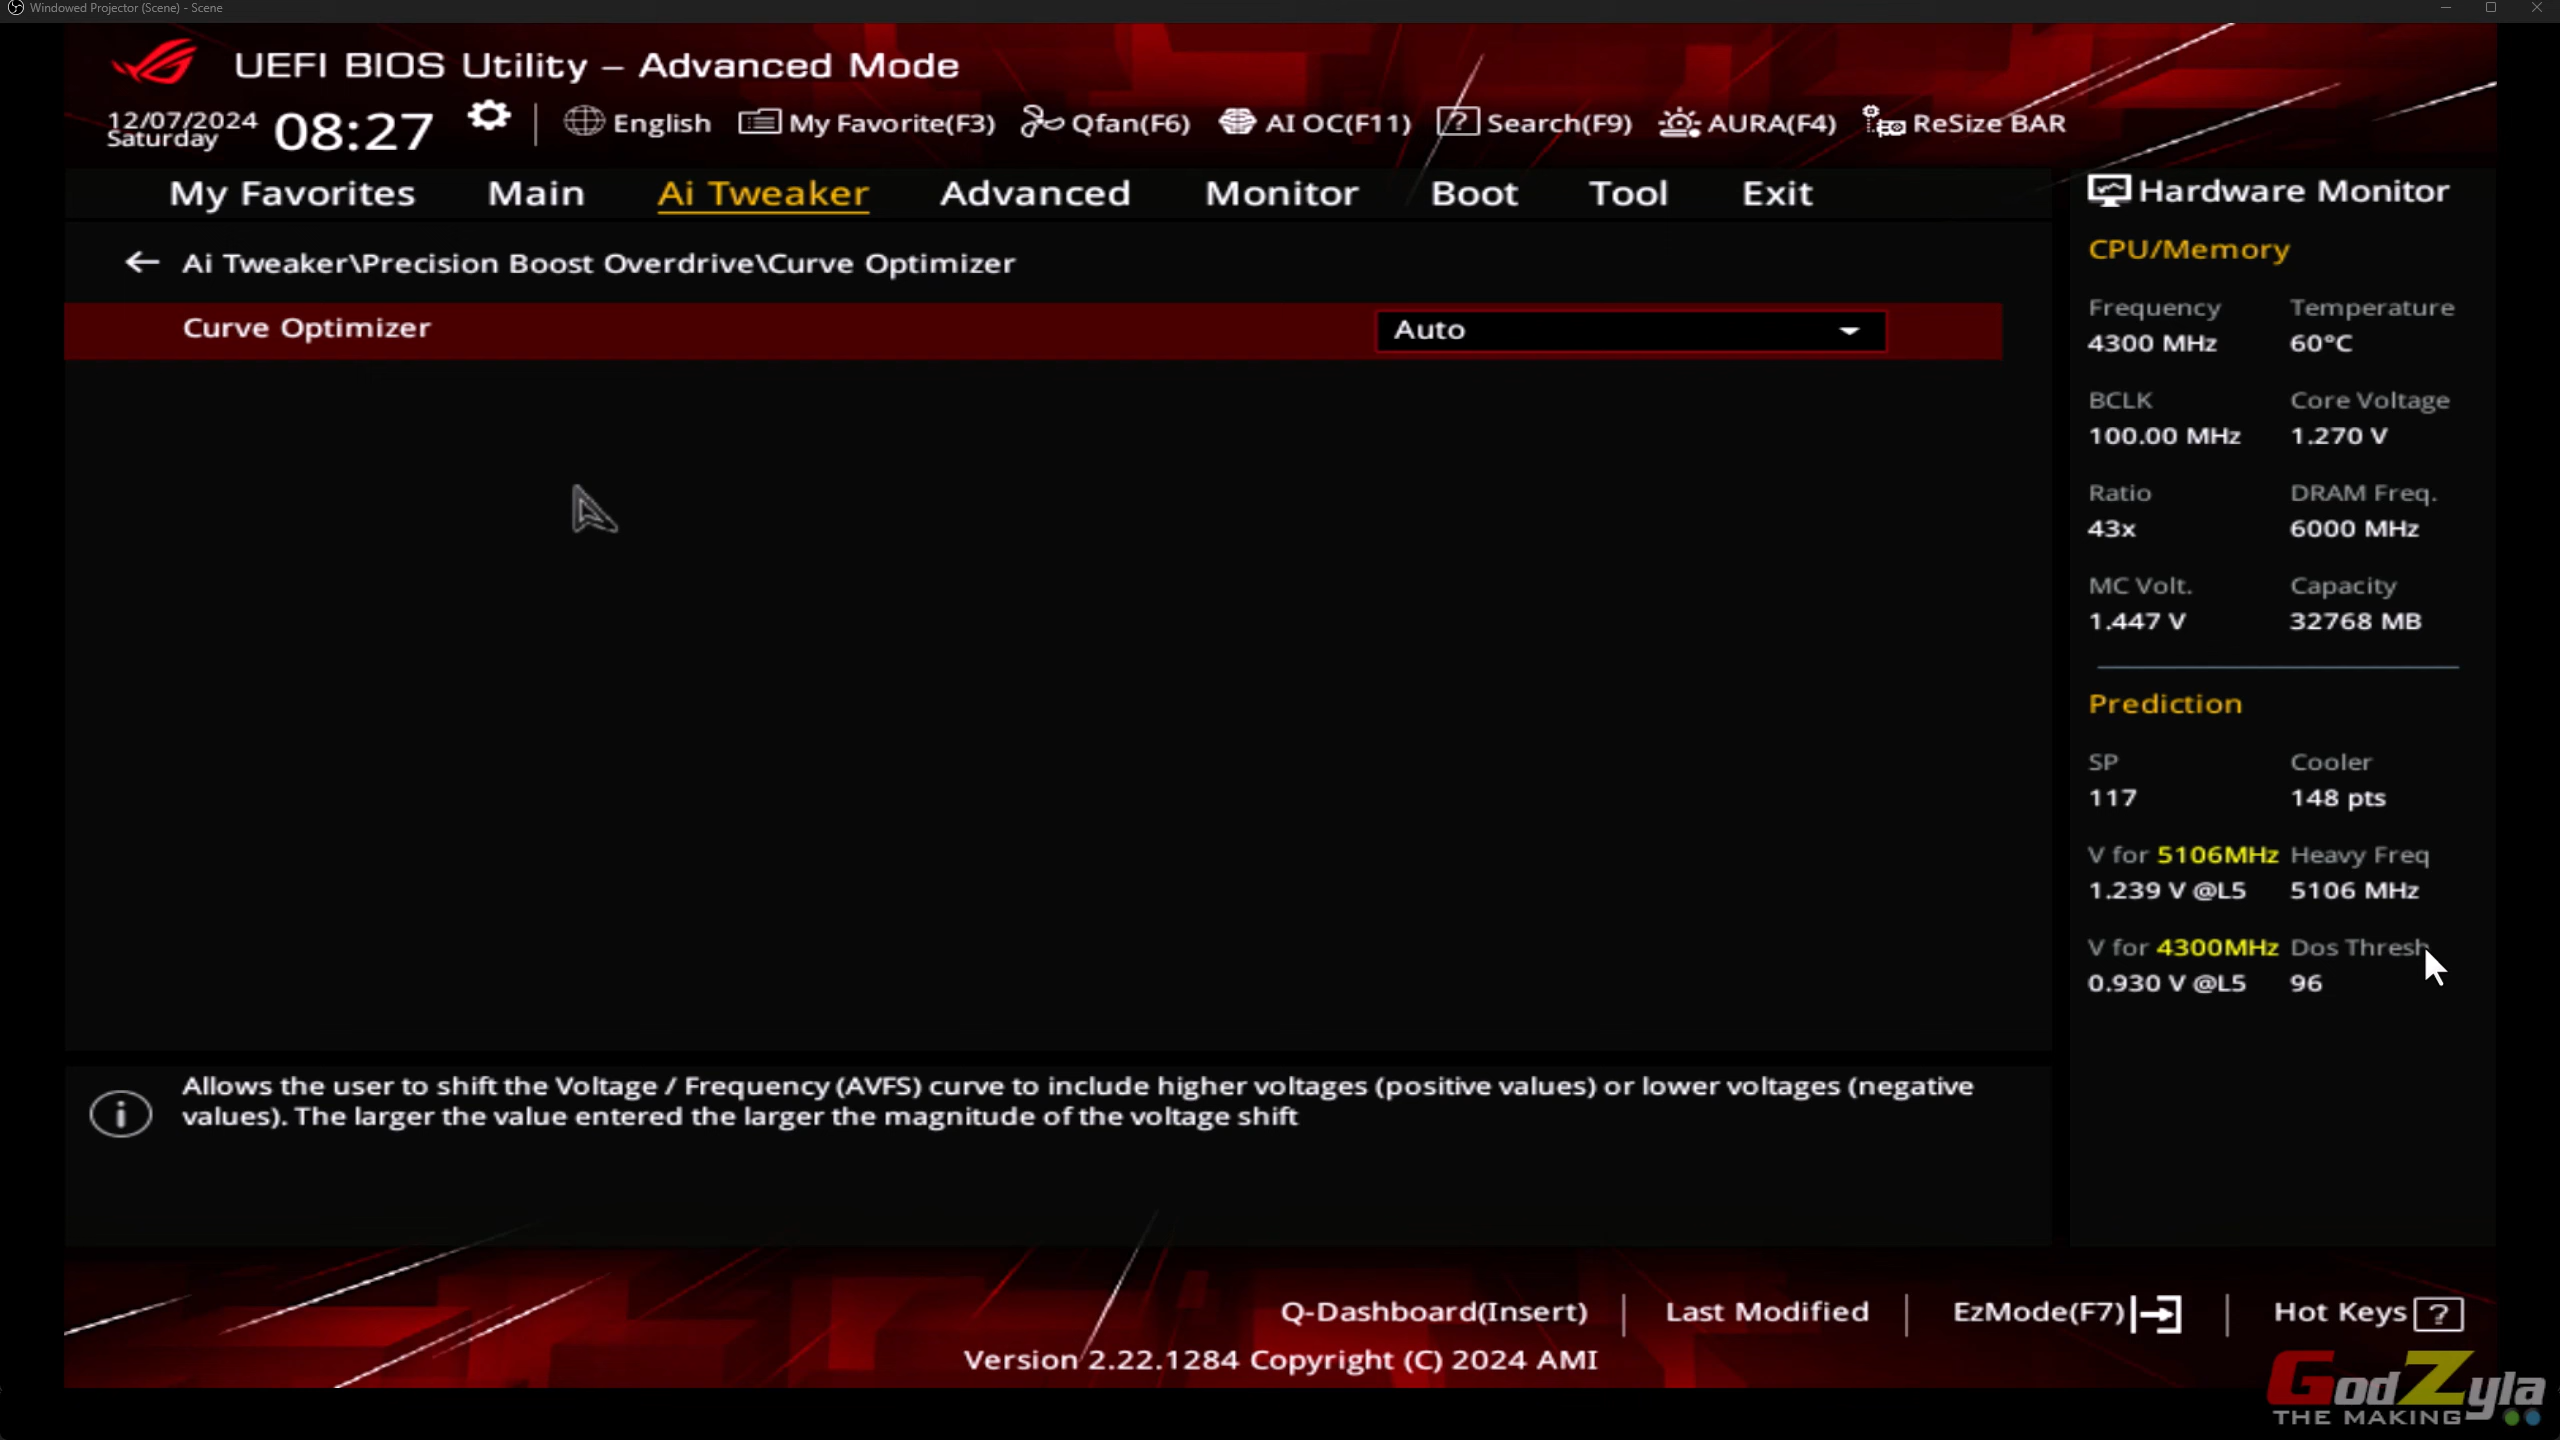 Windowed Projector (Scene) - Scene
UEFI BIOS Utility – Advanced Mode
12/07/2024
Saturday
08:27
English
My Favorite(F3)
Qfan(F6)
AI OC(F11)
Search(F9)
AURA(F4)
ReSize BAR
My Favorites
Main
Ai Tweaker
Advanced
Monitor
Boot
Tool
Exit
Ai Tweaker\Precision Boost Overdrive\Curve Optimizer
Curve Optimizer
Auto
Allows the user to shift the Voltage / Frequency (AVFS) curve to include higher voltages (positive values) or lower voltages (negative
values). The larger the value entered the larger the magnitude of the voltage shift
Hardware Monitor
CPU/Memory
Frequency Temperature
4300 MHz 60°C
BCLK Core Voltage
100.00 MHz 1.270 V
Ratio DRAM Freq.
43x 6000 MHz
MC Volt. Capacity
1.447 V 32768 MB
Prediction
SP Cooler
117 148 pts
V for 5106MHz Heavy Freq
1.239 V @L5 5106 MHz
V for 4300MHz Dos Thresh
0.930 V @L5 96
Q-Dashboard(Insert)
Last Modified
EzMode(F7)
Hot Keys ?
Version 2.22.1284 Copyright (C) 2024 AMI
GodZyla
THE MAKING